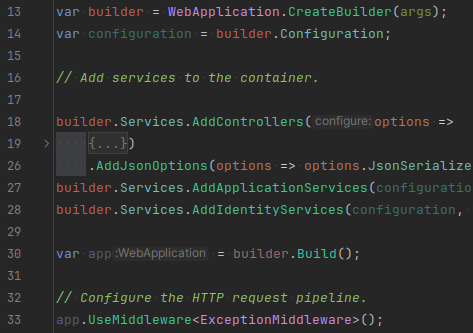 13 var builder = WebApplication.CreateBuilder(args);
14 var configuration = builder.Configuration;
15
16 // Add services to the container.
17
18 builder.Services.AddControllers( configure: options =>
19 {...})
26 .AddJsonOptions(options => options.JsonSerialize
27 builder.Services.AddApplicationServices(configuratio
28 builder.Services.AddIdentityServices(configuration,
29
30 var app :WebApplication = builder.Build();
31
32 // Configure the HTTP request pipeline.
33 app.UseMiddleware<ExceptionMiddleware>();